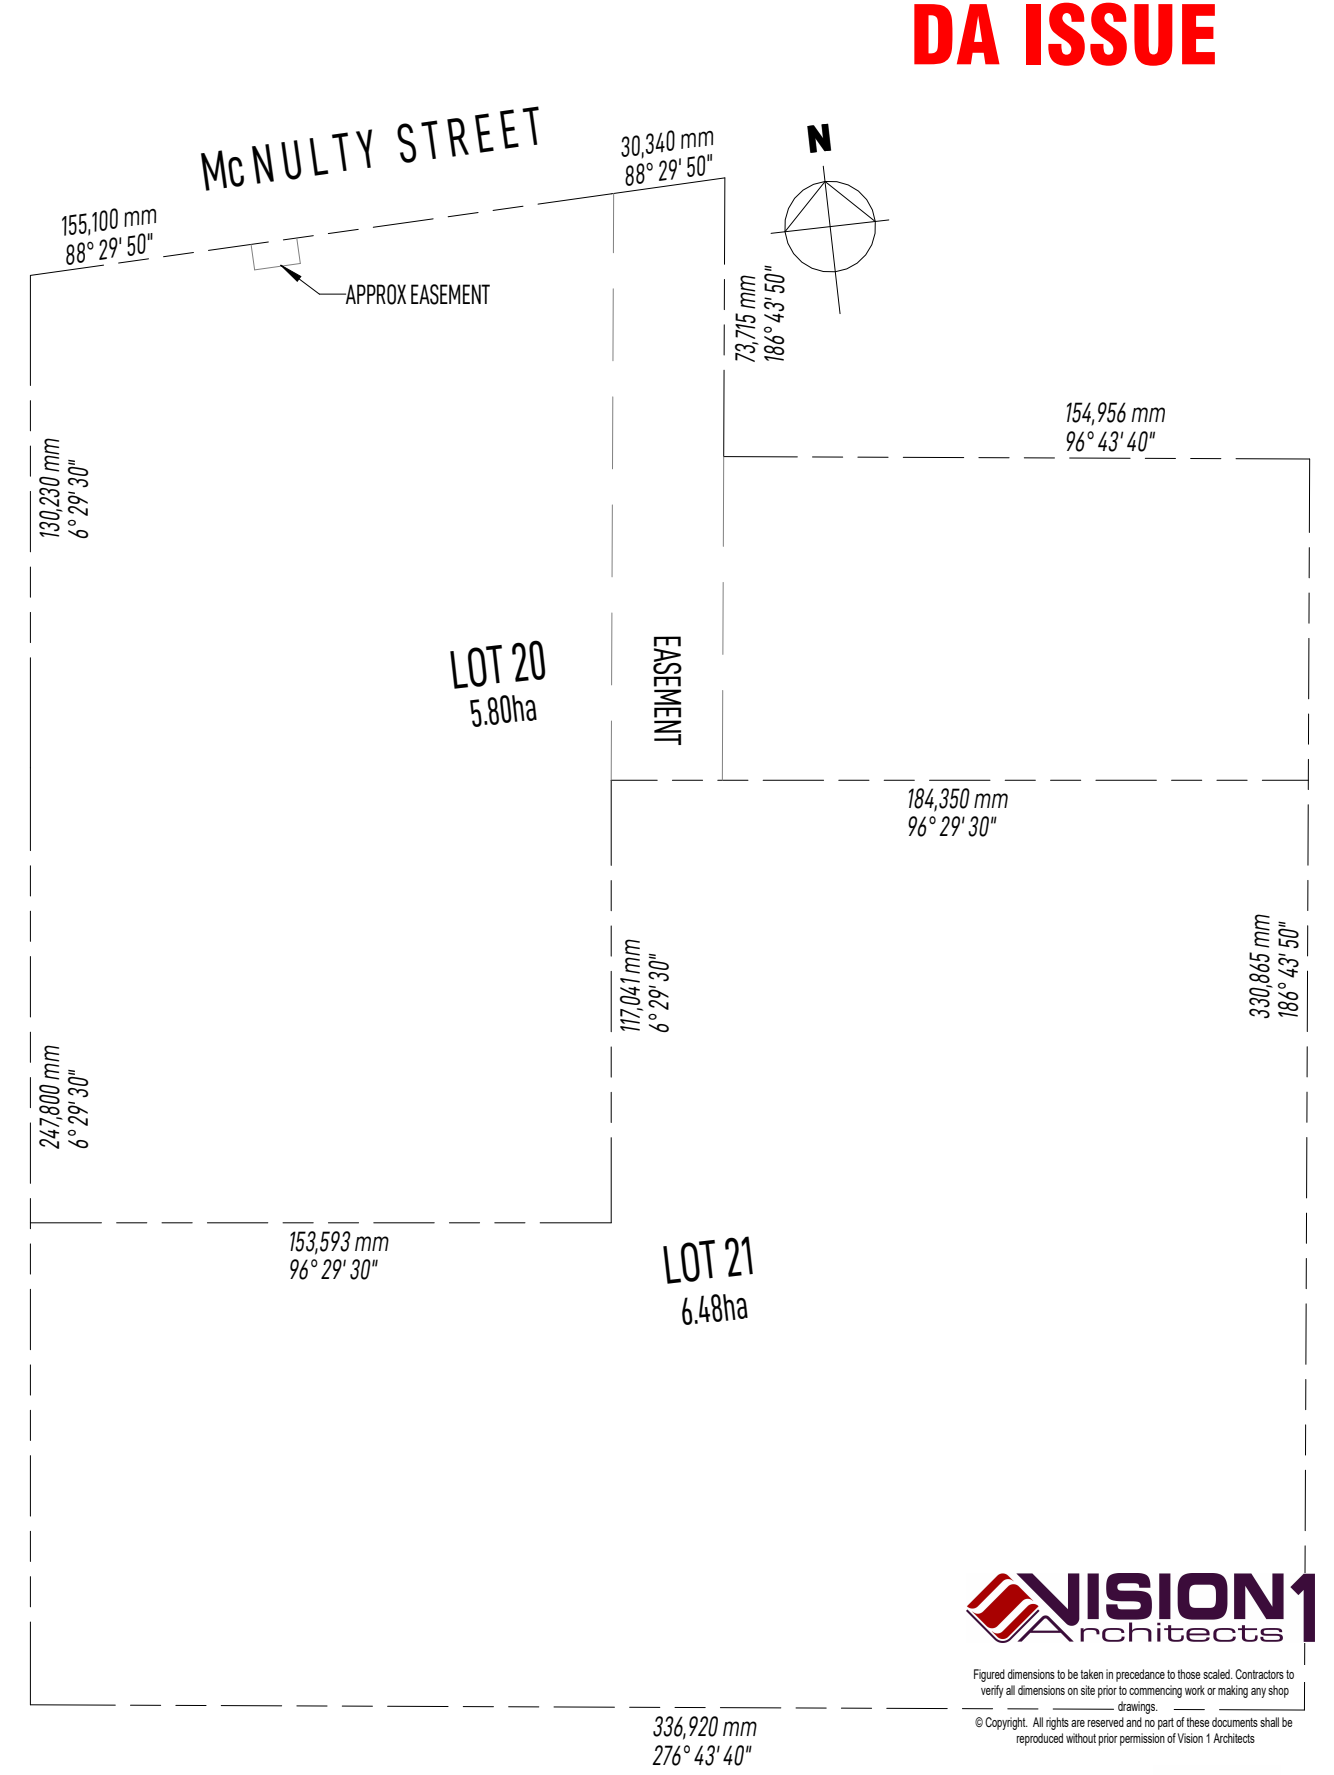 DA ISSUE
McNULTY STREET
30,340 mm
88° 29' 50"
N
155,100 mm
88° 29' 50"
APPROX EASEMENT
73,715 mm
186° 43' 50"
154,956 mm
96° 43' 40"
130,230 mm
6° 29' 30"
LOT 20
5.80ha
EASEMENT
184,350 mm
96° 29' 30"
117,041 mm
6° 29' 30"
330,865 mm
186° 43' 50"
247,800 mm
6° 29' 30"
153,593 mm
96° 29' 30"
LOT 21
6.48ha
VISION1
Architects
Figured dimensions to be taken in precedance to those scaled. Contractors to
verify all dimensions on site prior to commencing work or making any shop
drawings.
© Copyright. All rights are reserved and no part of these documents shall be
reproduced without prior permission of Vision 1 Architects
336,920 mm
276° 43' 40"